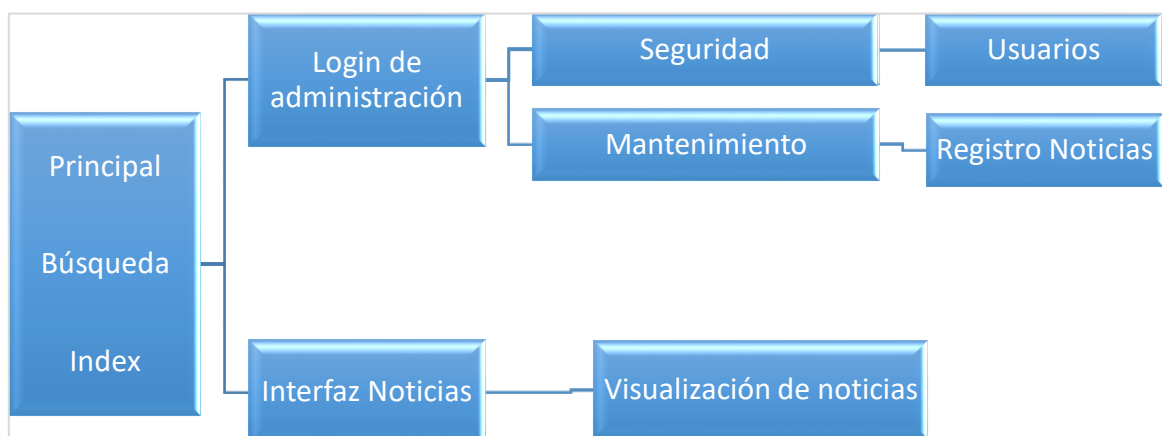 Principal
Búsqueda
Index
Login de
administración
Seguridad
Usuarios
Mantenimiento
Registro Noticias
Interfaz Noticias
Visualización de noticias